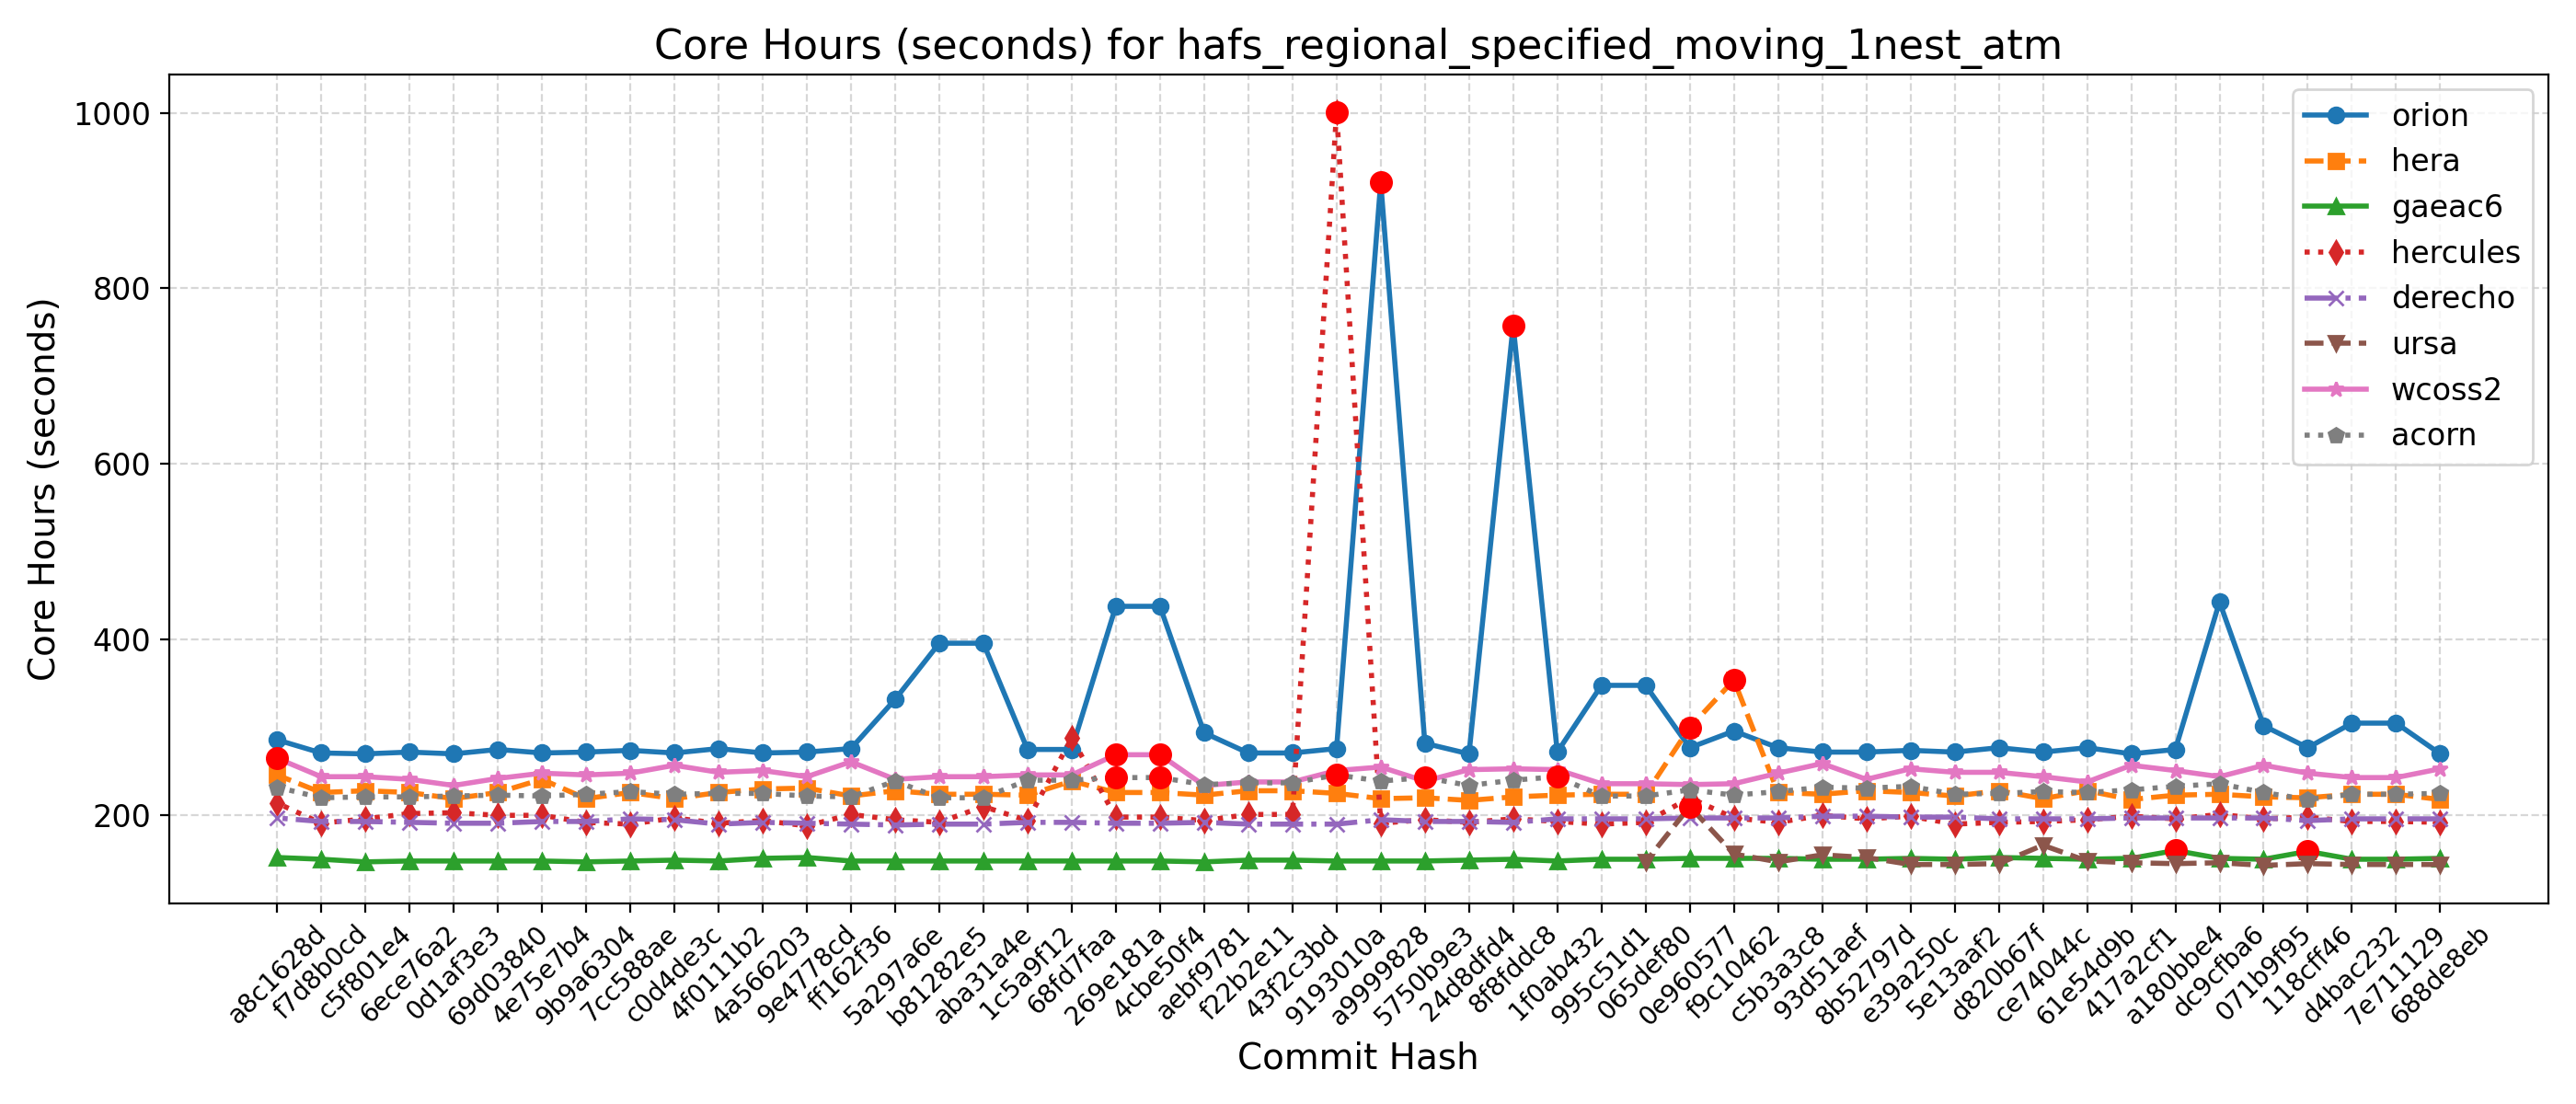 Core Hours (seconds) for hafs_regional_specified_moving_1nest_atm
Core Hours (seconds)
1000
800
600
400
200
orion
hera
gaeac6
hercules
derecho
ursa
wcoss2
acorn
a8c1628d
f7d8b0cd
c5f801e4
6ece76a2
0d1af3e3
69d03840
4e75e7b4
9b9a6304
7cc588ae
c0d4de3c
4f0111b2
4a566203
9e4778cd
ff162f36
5a297a6e
b81282e5
aba31a4e
1c5a9f12
68fd7faa
269e181a
4cbe50f4
aebf9781
f22b2e11
43f2c3bd
9193010a
a9999828
5750b9e3
24d8dfd4
8f8fddc8
1f0ab432
995c51d1
065def80
0e960577
f9c10462
c5b3a3c8
93d51aef
8b52797d
e39a250c
5e13aaf2
d820b67f
ce74044c
61e54d9b
417a2cf1
a180bbe4
dc9cfba6
071b9f95
118cff46
d4bac232
7e711129
688de8eb
Commit Hash